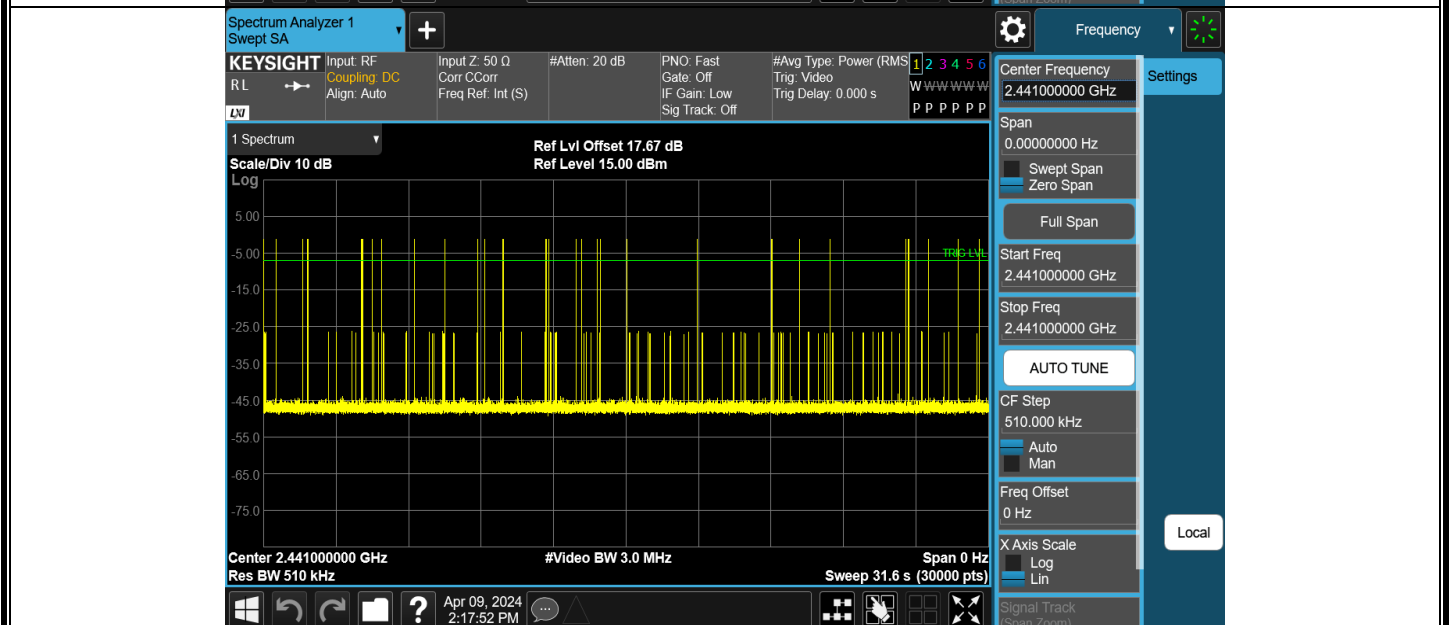 Spectrum Analyzer 1
Swept SA
+
Frequency
KEYSIGHT
R L
LXI
Input: RF
Coupling: DC
Align: Auto
Input Z: 50 Ω
Corr CCorr
Freq Ref: Int (S)
#Atten: 20 dB
PNO: Fast
Gate: Off
IF Gain: Low
Sig Track: Off
#Avg Type: Power (RMS
Trig: Video
Trig Delay: 0.000 s
1 2 3 4 5 6
W W W W W W
P P P P P P
1 Spectrum
Scale/Div 10 dB
Ref Lvl Offset 17.67 dB
Ref Level 15.00 dBm
Log
5.00
-5.00
-15.0
-25.0
-35.0
-45.0
-55.0
-65.0
-75.0
TRIG LVL
Center 2.441000000 GHz
Res BW 510 kHz
#Video BW 3.0 MHz
Span 0 Hz
Sweep 31.6 s (30000 pts)
Center Frequency
2.441000000 GHz
Settings
Span
0.00000000 Hz
Swept Span
Zero Span
Full Span
Start Freq
2.441000000 GHz
Stop Freq
2.441000000 GHz
AUTO TUNE
CF Step
510.000 kHz
Auto
Man
Freq Offset
0 Hz
X Axis Scale
Log
Lin
Local
Signal Track
(Span Zoom)
?
Apr 09, 2024
2:17:52 PM